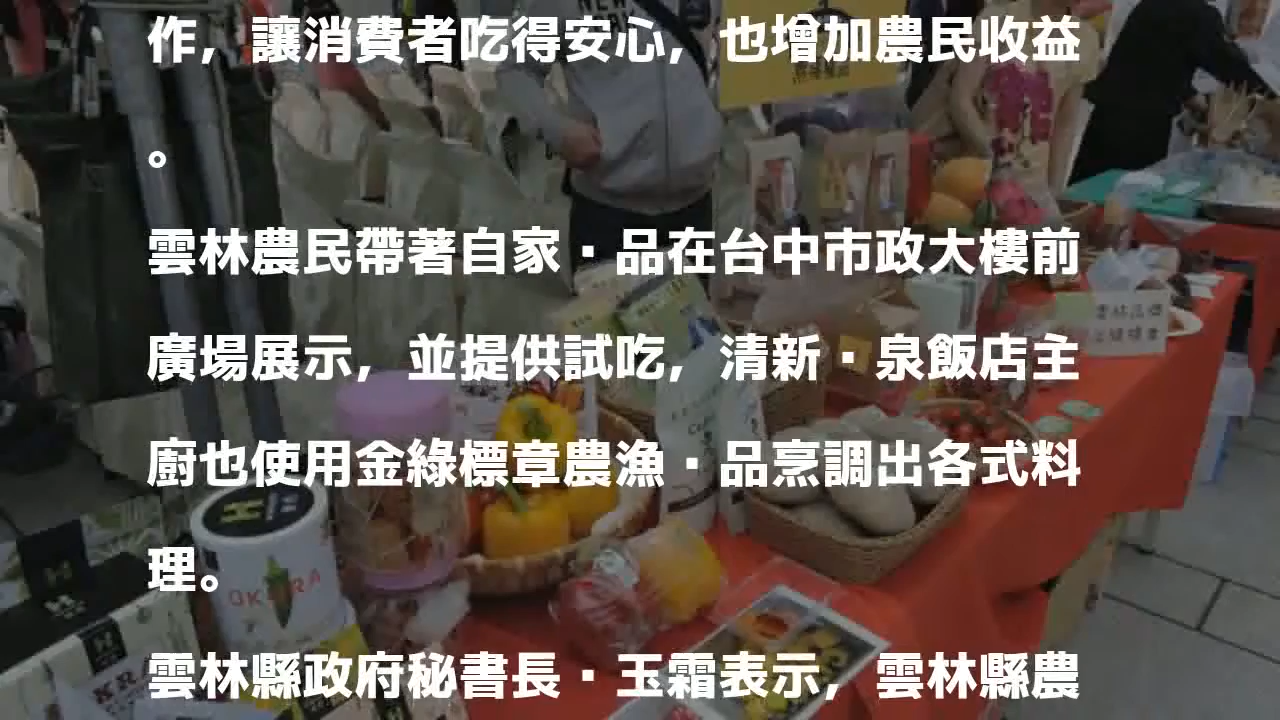 作，讓消費者吃得安心，也增加農民收益
。
雲林農民帶著自家·品在台中市政大樓前
廣場展示，並提供試吃，清新·泉飯店主
廚也使用金綠標章農漁·品烹調出各式料
理。
雲林縣政府秘書長·玉霜表示，雲林縣農
NEW
OKRA
H